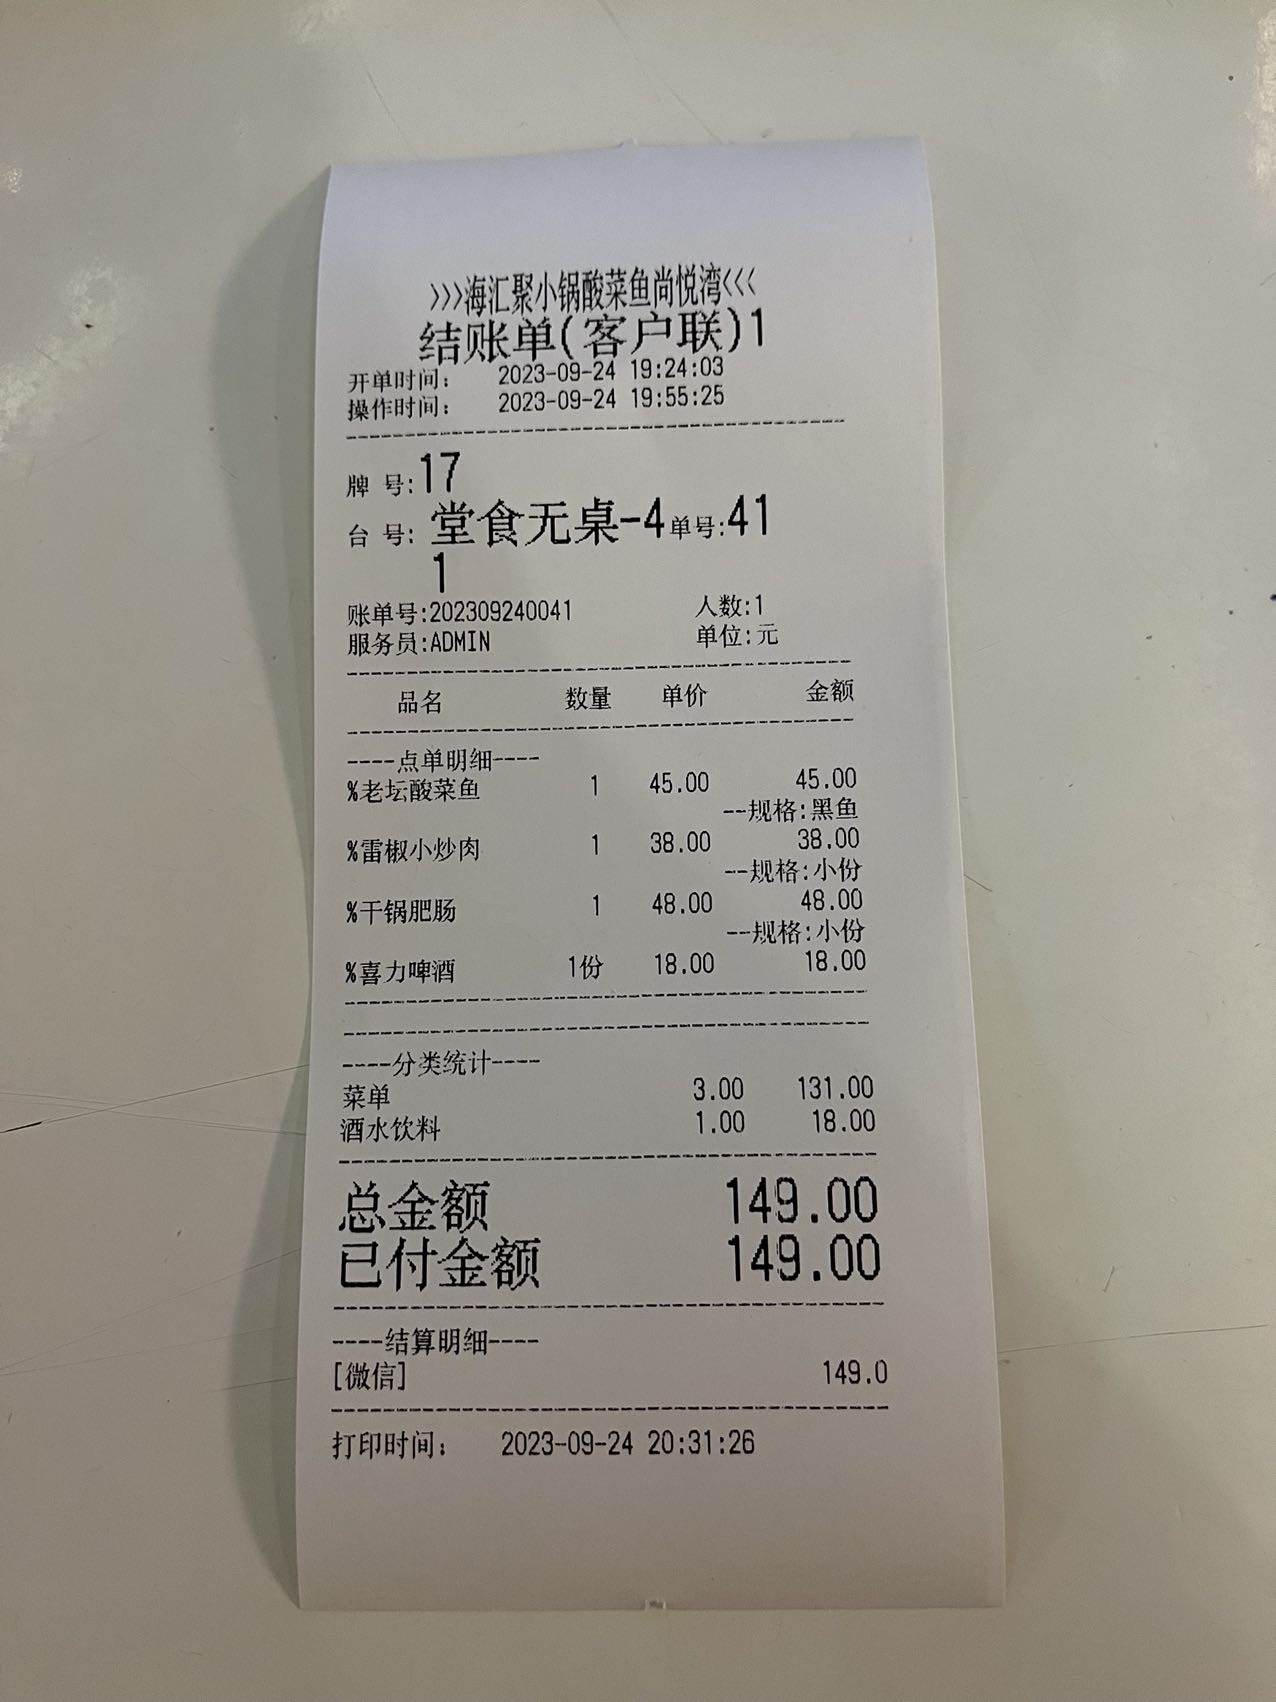 >>>海汇聚小锅酸菜鱼尚悦湾<<<
结账单(客户联)1
开单时间: 2023-09-24 19:24:03
操作时间: 2023-09-24 19:55:25
牌 号:17
台 号: 堂食无桌-4 单号:41
1
账单号:202309240041 人数:1
服务员:ADMIN 单位:元
品名 数量 单价 金额
----点单明细----
%老坛酸菜鱼 1 45.00 45.00
--规格:黑鱼
%雷椒小炒肉 1 38.00 38.00
--规格:小份
%干锅肥肠 1 48.00 48.00
--规格:小份
%喜力啤酒 1份 18.00 18.00
----分类统计----
菜单 3.00 131.00
酒水饮料 1.00 18.00
总金额 149.00
已付金额 149.00
----结算明细----
[微信] 149.0
打印时间: 2023-09-24 20:31:26